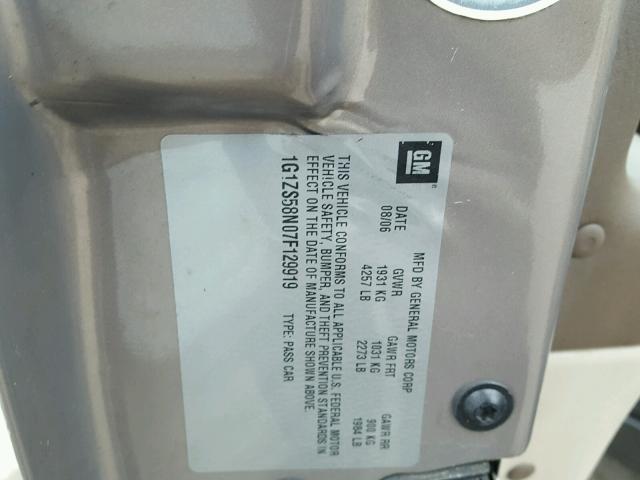 GM
MFD BY GENERAL MOTORS CORP
DATE GVWR GAWR FRT GAWR RR
08/06 1931 KG 1031 KG 900 KG
4257 LB 2273 LB 1984 LB
THIS VEHICLE CONFORMS TO ALL APPLICABLE U.S. FEDERAL MOTOR
VEHICLE SAFETY, BUMPER, AND THEFT PREVENTION STANDARDS IN
EFFECT ON THE DATE OF MANUFACTURE SHOWN ABOVE.
1G1ZS58N07F129919 TYPE: PASS CAR